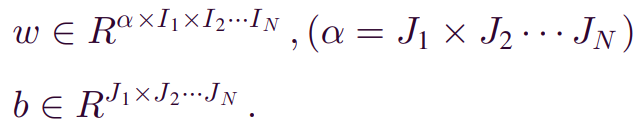 w ∈ R^{α×I_1×I_2⋯I_N}, (α = J_1 × J_2 ⋯ J_N)
b ∈ R^{J_1×J_2⋯J_N}.